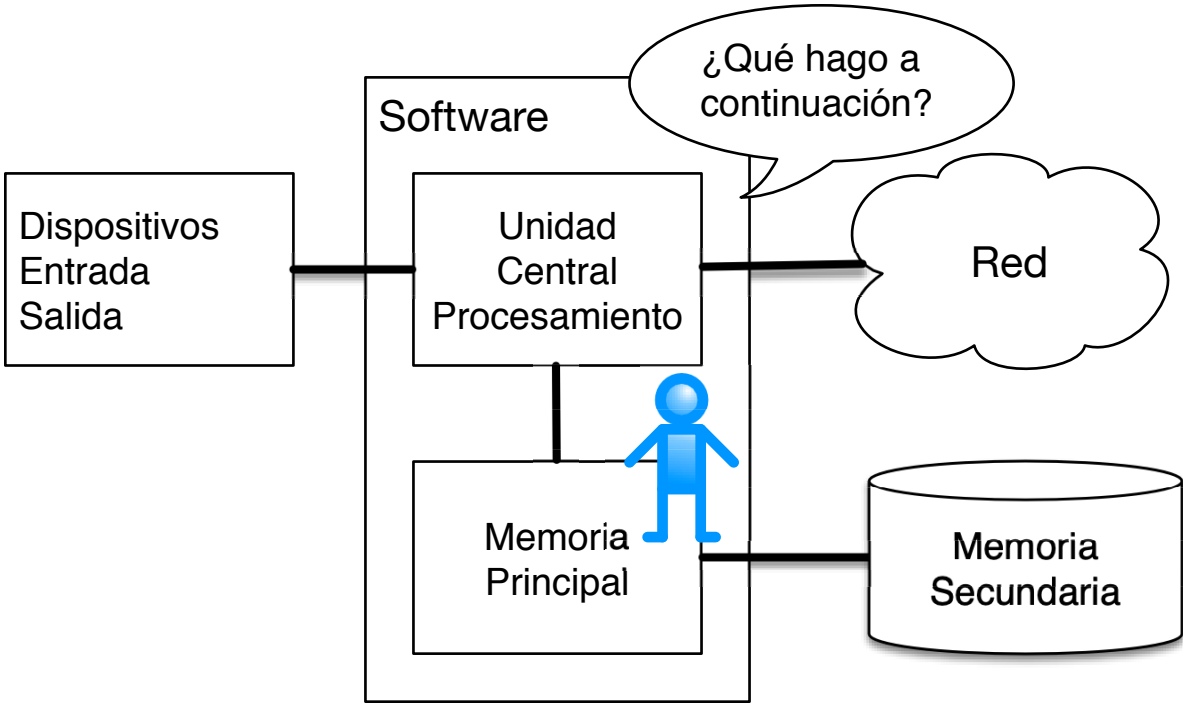 ¿Qué hago a
continuación?
Software
Dispositivos
Entrada
Salida
Unidad
Central
Procesamiento
Red
Memoria
Principal
Memoria
Secundaria